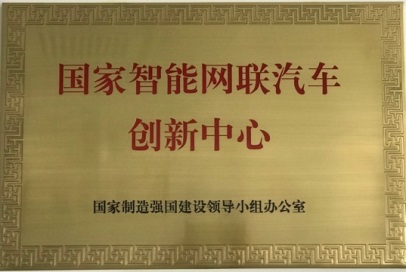 国家智能网联汽车
创新中心
国家制造强国建设领导小组办公室